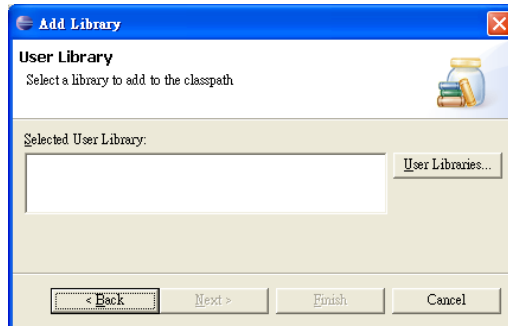 Add Library
User Library
Select a library to add to the classpath
Selected User Library:
User Libraries...
< Back
Next >
Finish
Cancel